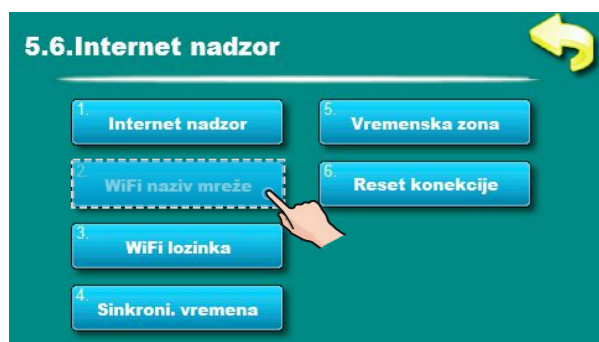 5.6.Internet nadzor
1.
Internet nadzor
2.
WiFi naziv mreže
3.
WiFi lozinka
4.
Sinkroni. vremena
5.
Vremenska zona
6.
Reset konekcije